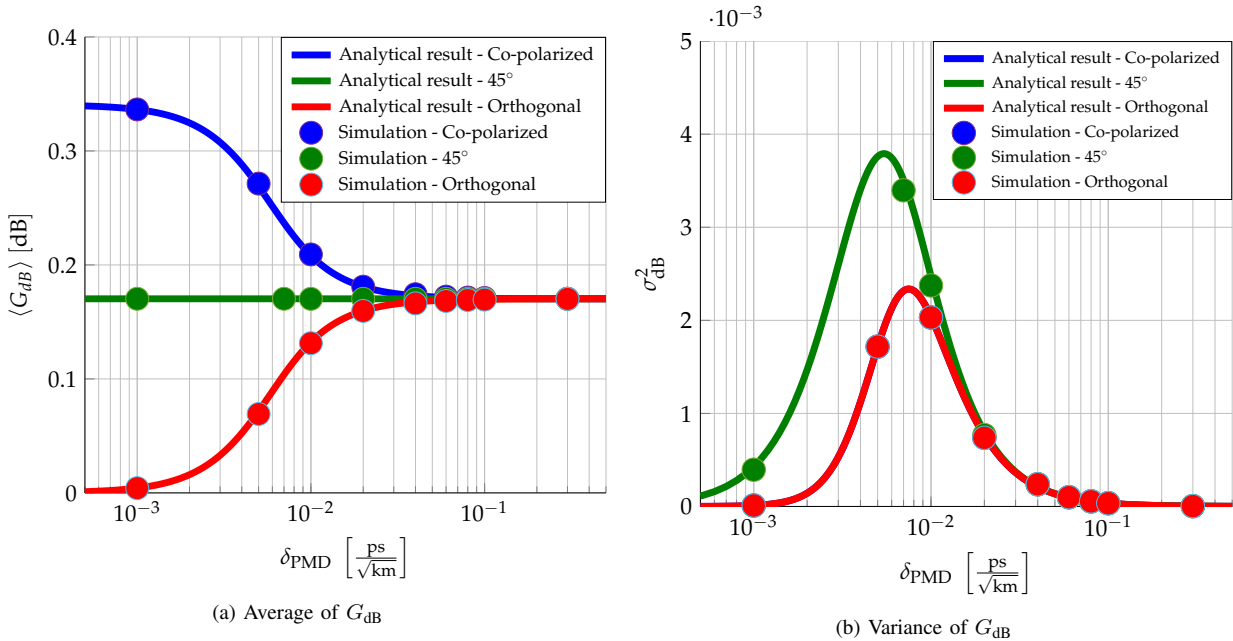 0.4
0.3
0.2
0.1
0
⟨G_dB⟩ [dB]
Analytical result - Co-polarized
Analytical result - 45°
Analytical result - Orthogonal
Simulation - Co-polarized
Simulation - 45°
Simulation - Orthogonal
10⁻³ 10⁻² 10⁻¹
δ_PMD [ps/√km]
(a) Average of G_dB
·10⁻³
5
4
3
2
1
0
σ²_dB
Analytical result - Co-polarized
Analytical result - 45°
Analytical result - Orthogonal
Simulation - Co-polarized
Simulation - 45°
Simulation - Orthogonal
10⁻³ 10⁻² 10⁻¹
δ_PMD [ps/√km]
(b) Variance of G_dB